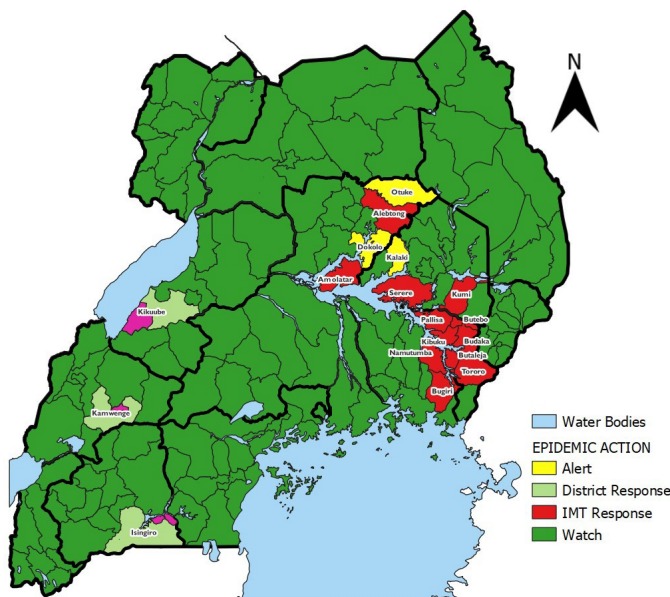 N
Otuke
Alebtong
Dokolo
Kalaki
Amolatar
Serere
Kumi
Kikuube
Pallisa
Butebo
Kibuku
Budaka
Namutumba
Butaleja
Tororo
Bugiri
Kamwenge
Isingiro
Water Bodies
EPIDEMIC ACTION
Alert
District Response
IMT Response
Watch